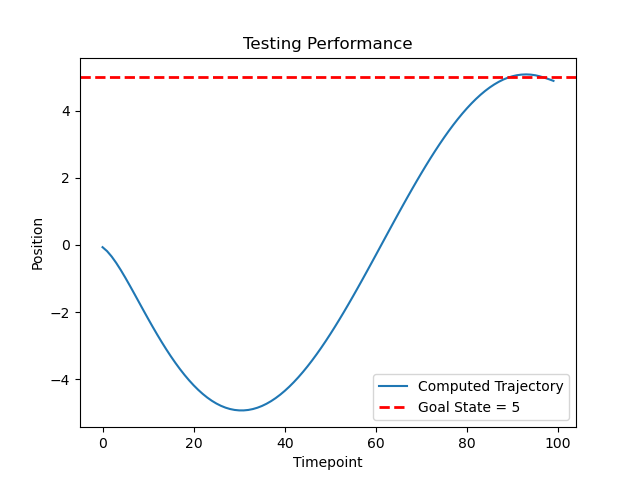 Testing Performance
4
2
0
−2
−4
Position
0
20
40
60
80
100
Timepoint
Computed Trajectory
Goal State = 5